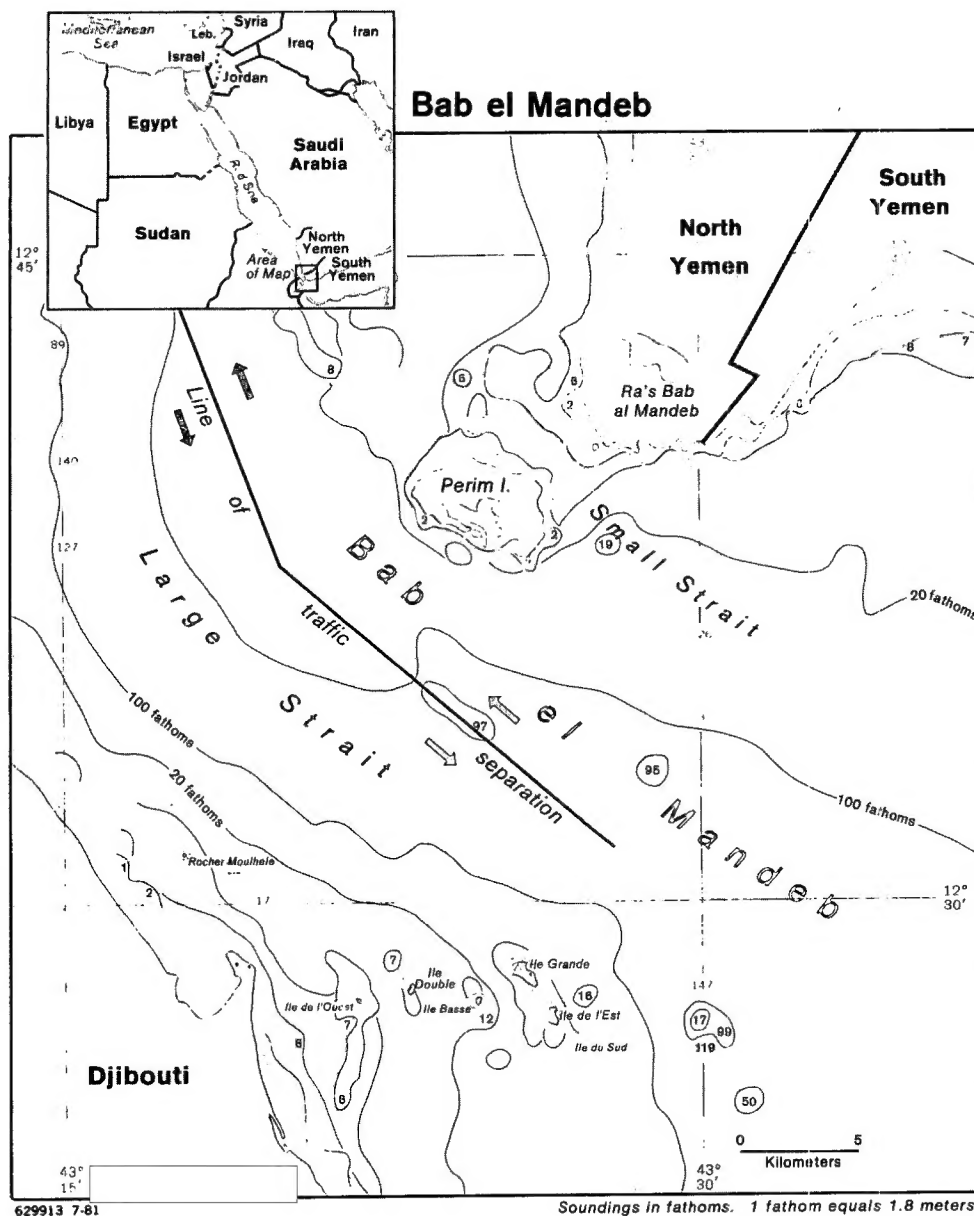 Bab el Mandeb
Sea
Leb.
Syria
Iraq
Iran
Israel
Jordan
Libya
Egypt
Saudi
Arabia
Sudan
North
Yemen
South
Yemen
Area
of Map
12°
45'
North
Yemen
South
Yemen
89
8
5
6
2
8
7
Ra's Bab
al Mandeb
Line
of
traffic
separation
140
127
Perim I.
2
2
19
Small Strait
20 fathoms
26
Large
Strait
Bab
el
Mandeb
97
95
100 fathoms
100 fathoms
20 fathoms
Rocher Moulhele
1
2
17
12°
30'
7
Ile
Double
Ile Grande
Ile de l'Ouest
Ile Basse
16
7
12
Ile de l'Est
6
Ile du Sud
147
17
99
119
Djibouti
8
50
0 5
Kilometers
43°
15'
43°
30'
629913 7-81
Soundings in fathoms. 1 fathom equals 1.8 meters